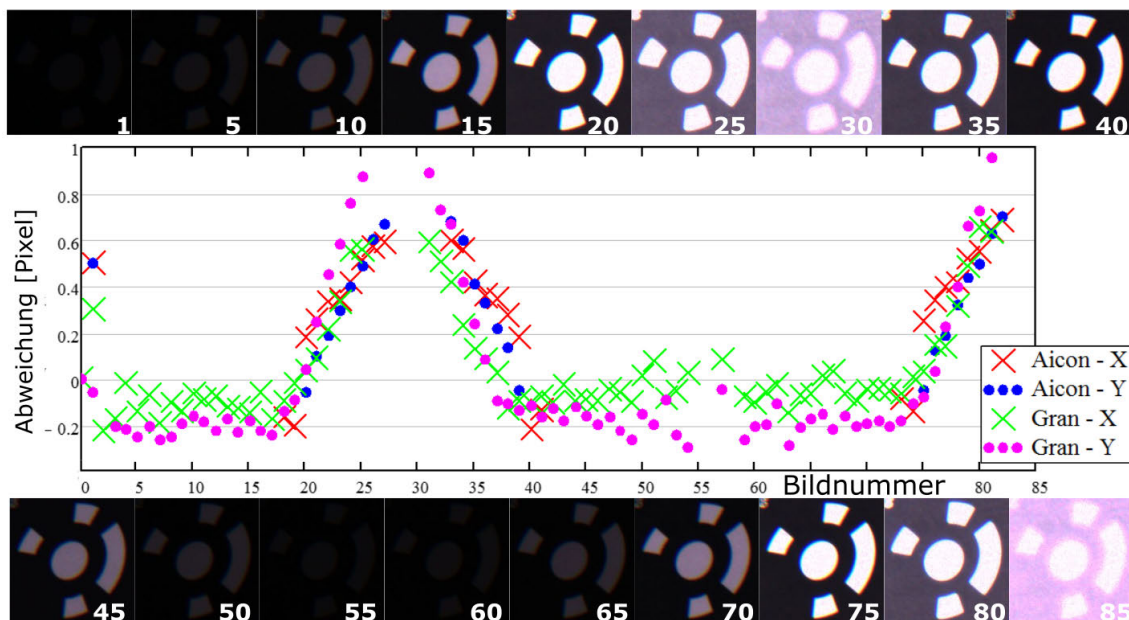 1 5 10 15 20 25 30 35 40
Abweichung [Pixel]
1
0.8
0.6
0.4
0.2
0
– 0.2
0 5 10 15 20 25 30 35 40 45 50 55 60 65 Bildnummer 80 85
Aicon - X
Aicon - Y
Gran - X
Gran - Y
45 50 55 60 65 70 75 80 85